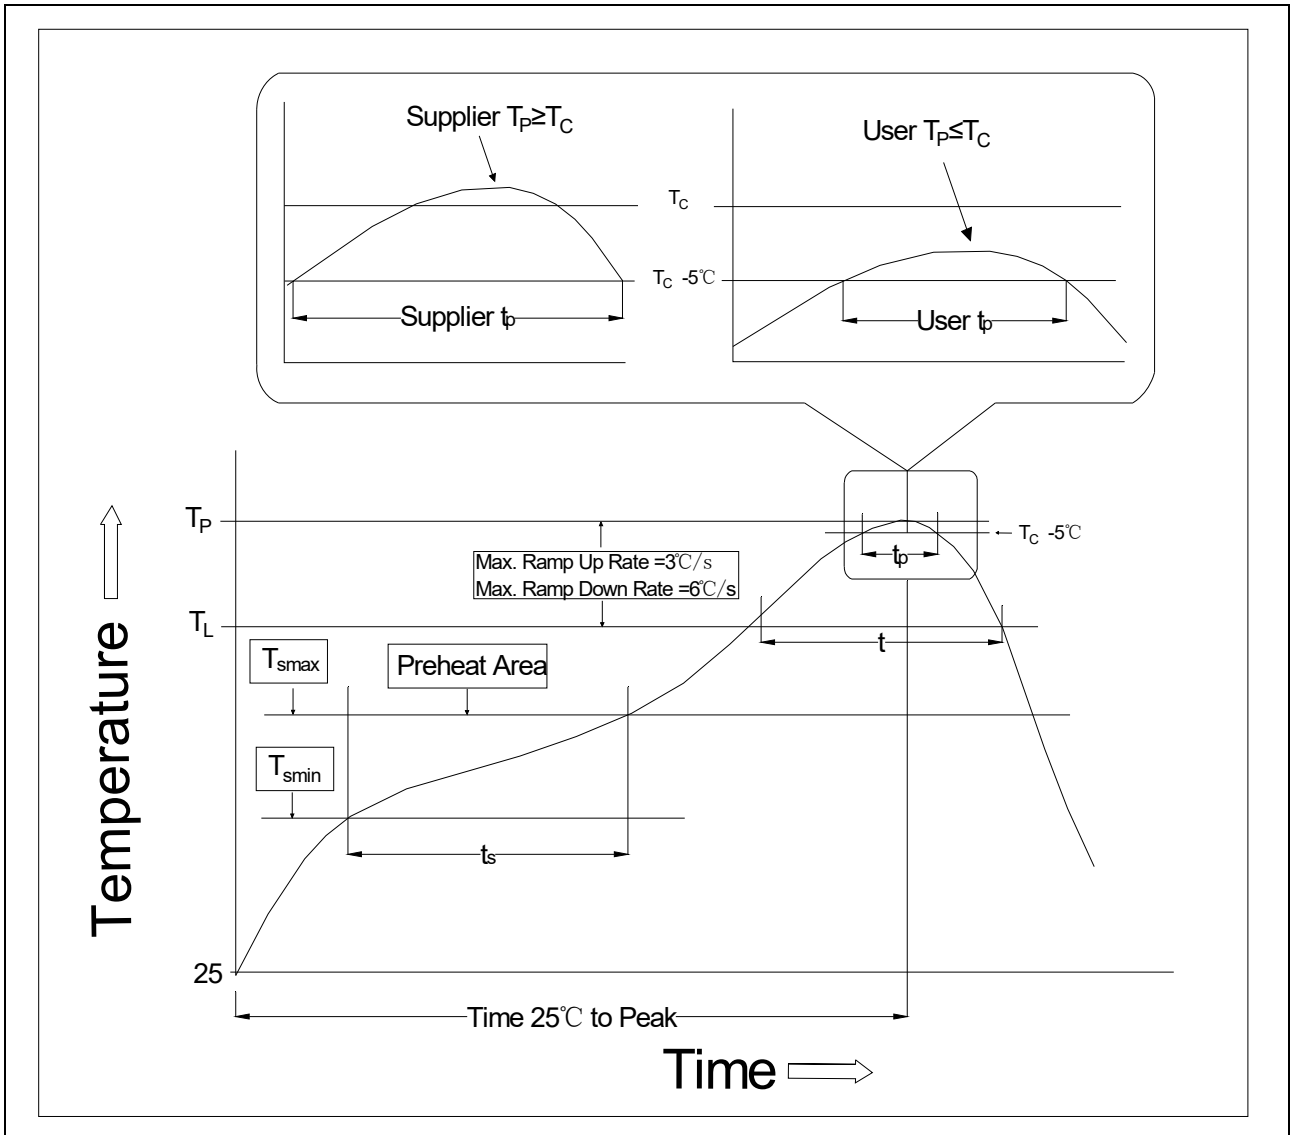 Supplier TP≥TC
User TP≤TC
TC
TC -5℃
Supplier tp
User tp
TP
TC -5℃
tp
Max. Ramp Up Rate =3℃/s
Max. Ramp Down Rate =6℃/s
TL
t
Tsmax
Preheat Area
Tsmin
ts
Temperature
25
Time 25℃ to Peak
Time